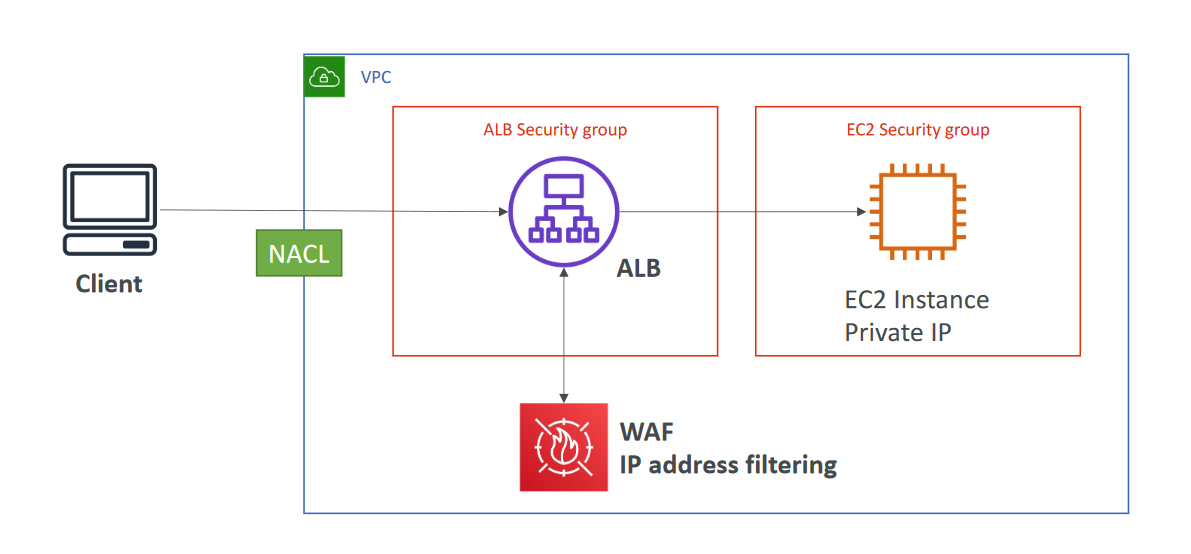 VPC
ALB Security group
EC2 Security group
NACL
Client
ALB
EC2 Instance
Private IP
WAF
IP address filtering